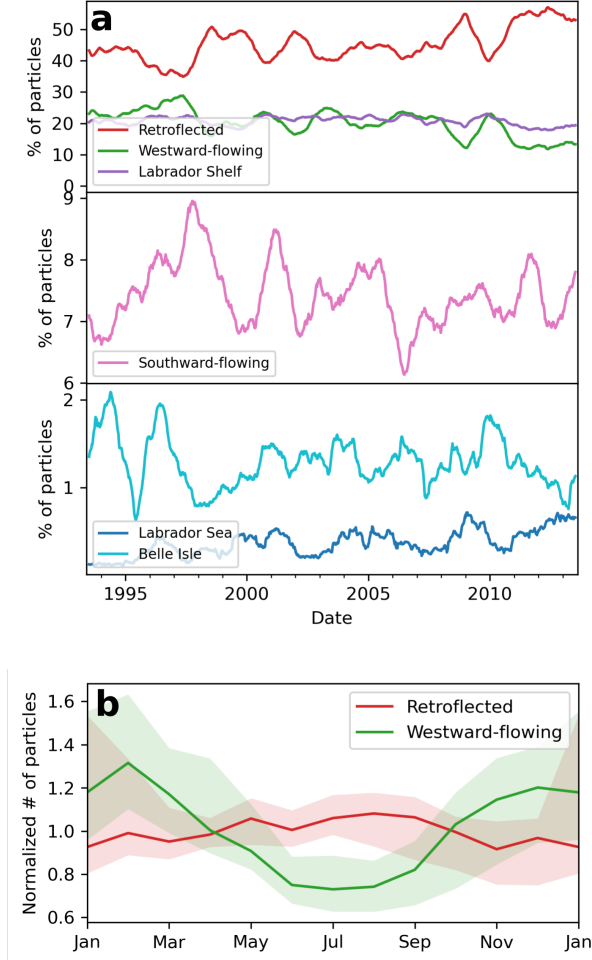 a
% of particles
50
40
30
20
10
0
Retroflected
Westward-flowing
Labrador Shelf
% of particles
9
8
7
6
Southward-flowing
% of particles
2
1
Labrador Sea
Belle Isle
1995 2000 2005 2010
Date
b
Normalized # of particles
1.6
1.4
1.2
1.0
0.8
0.6
Retroflected
Westward-flowing
Jan Mar May Jul Sep Nov Jan